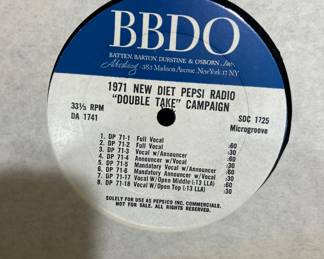 BBDO
BATTEN, BARTON, DURSTINE & OSBORN, Inc.
Advertising 383 Madison Avenue, New York 17 NY
1971 NEW DIET PEPSI RADIO
"DOUBLE TAKE" CAMPAIGN
33⅓ RPM
DA 1741
SDC 1725
Microgroove
1. DP 71-1 Full Vocal :60
2. DP 71-2 Full Vocal :30
3. DP 71-3 Vocal w/Announcer :60
4. DP 71-4 Announcer w/Vocal :30
5. DP 71-5 Mandatory Vocal w/Announcer :60
6. DP 71-8 Mandatory Announcer w/Vocal :30
7. DP 71-17 Vocal W/Open Middle (:13 LLA) :30
8. DP 71-18 Vocal W/Open Top (:13 LLA) :30
SOLELY FOR USE AS PEPSICO INC. COMMERCIALS.
NOT FOR SALE. ALL RIGHTS RESERVED.